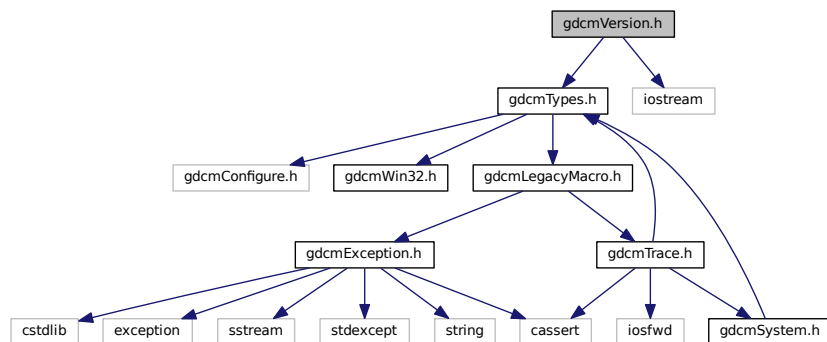 gdcmVersion.h
gdcmTypes.h
iostream
gdcmConfigure.h
gdcmWin32.h
gdcmLegacyMacro.h
gdcmException.h
gdcmTrace.h
cstdlib
exception
sstream
stdexcept
string
cassert
iosfwd
gdcmSystem.h